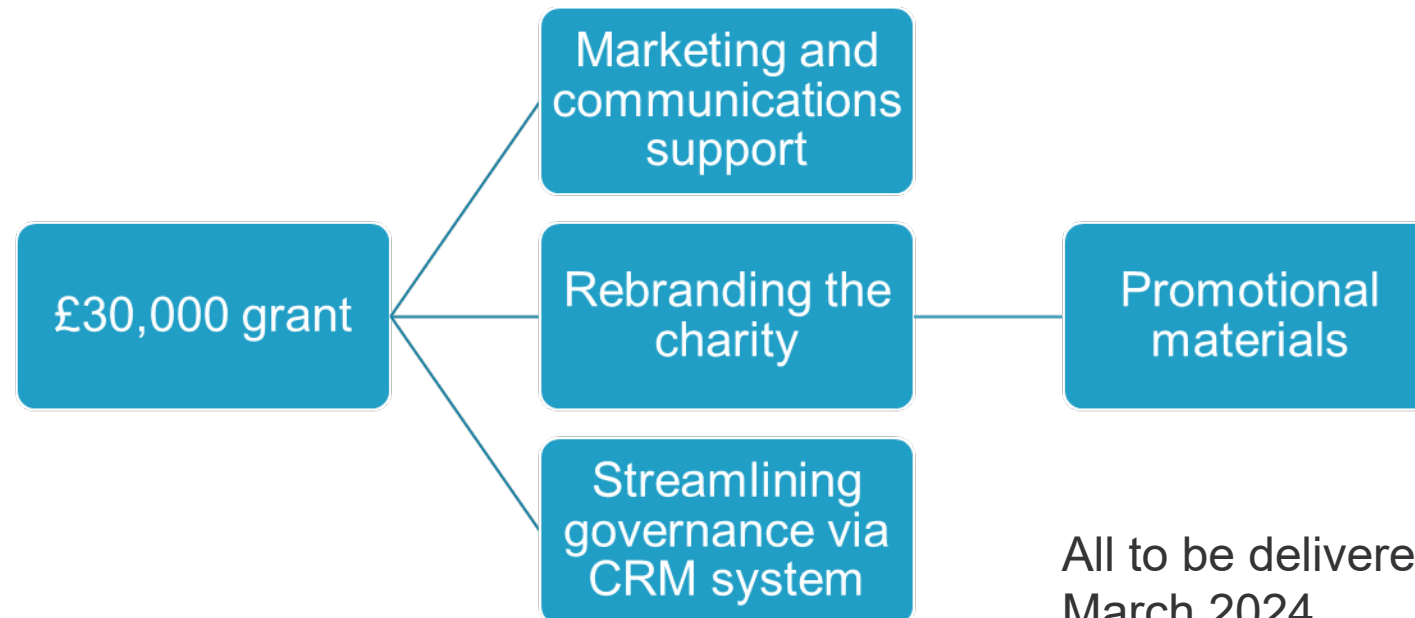 Marketing and
communications
support
£30,000 grant
Rebranding the
charity
Promotional
materials
Streamlining
governance via
CRM system
All to be
March 2024